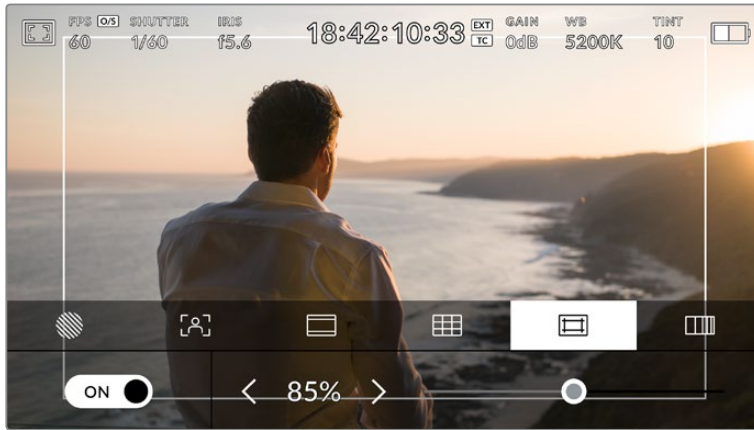 FPS O/S SHUTTER IRIS 18:42:10:33 EXT GAIN WB TINT
60 1/60 f5.6 TC 0dB 5200K 10
ON 85%